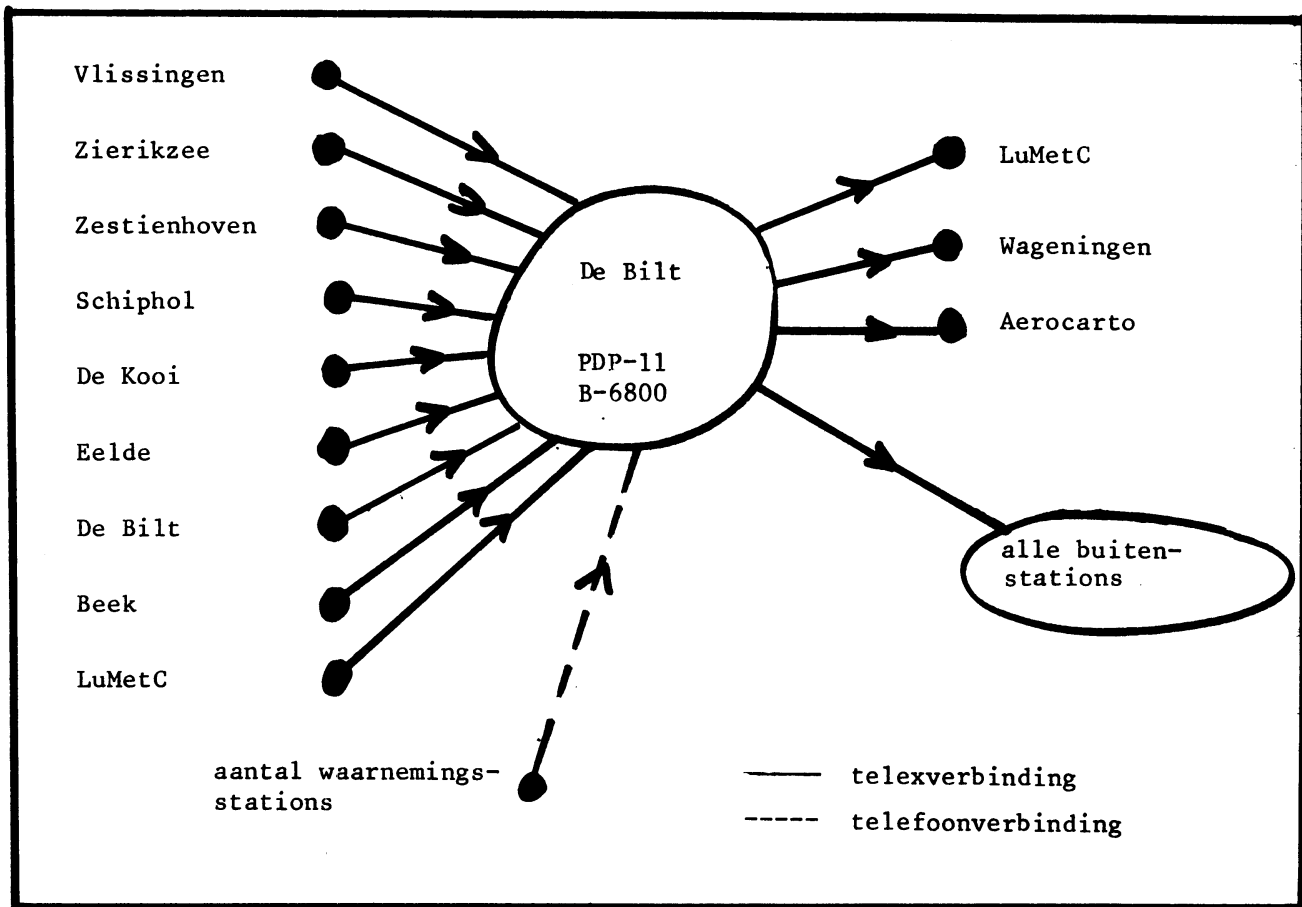 Vlissingen
Zierikzee
Zestienhoven
Schiphol
De Kooi
Eelde
De Bilt
Beek
LuMetC
aantal waarnemings-
stations
De Bilt
PDP-11
B-6800
LuMetC
Wageningen
Aerocarto
alle buiten-
stations
telexverbinding
telefoonverbinding